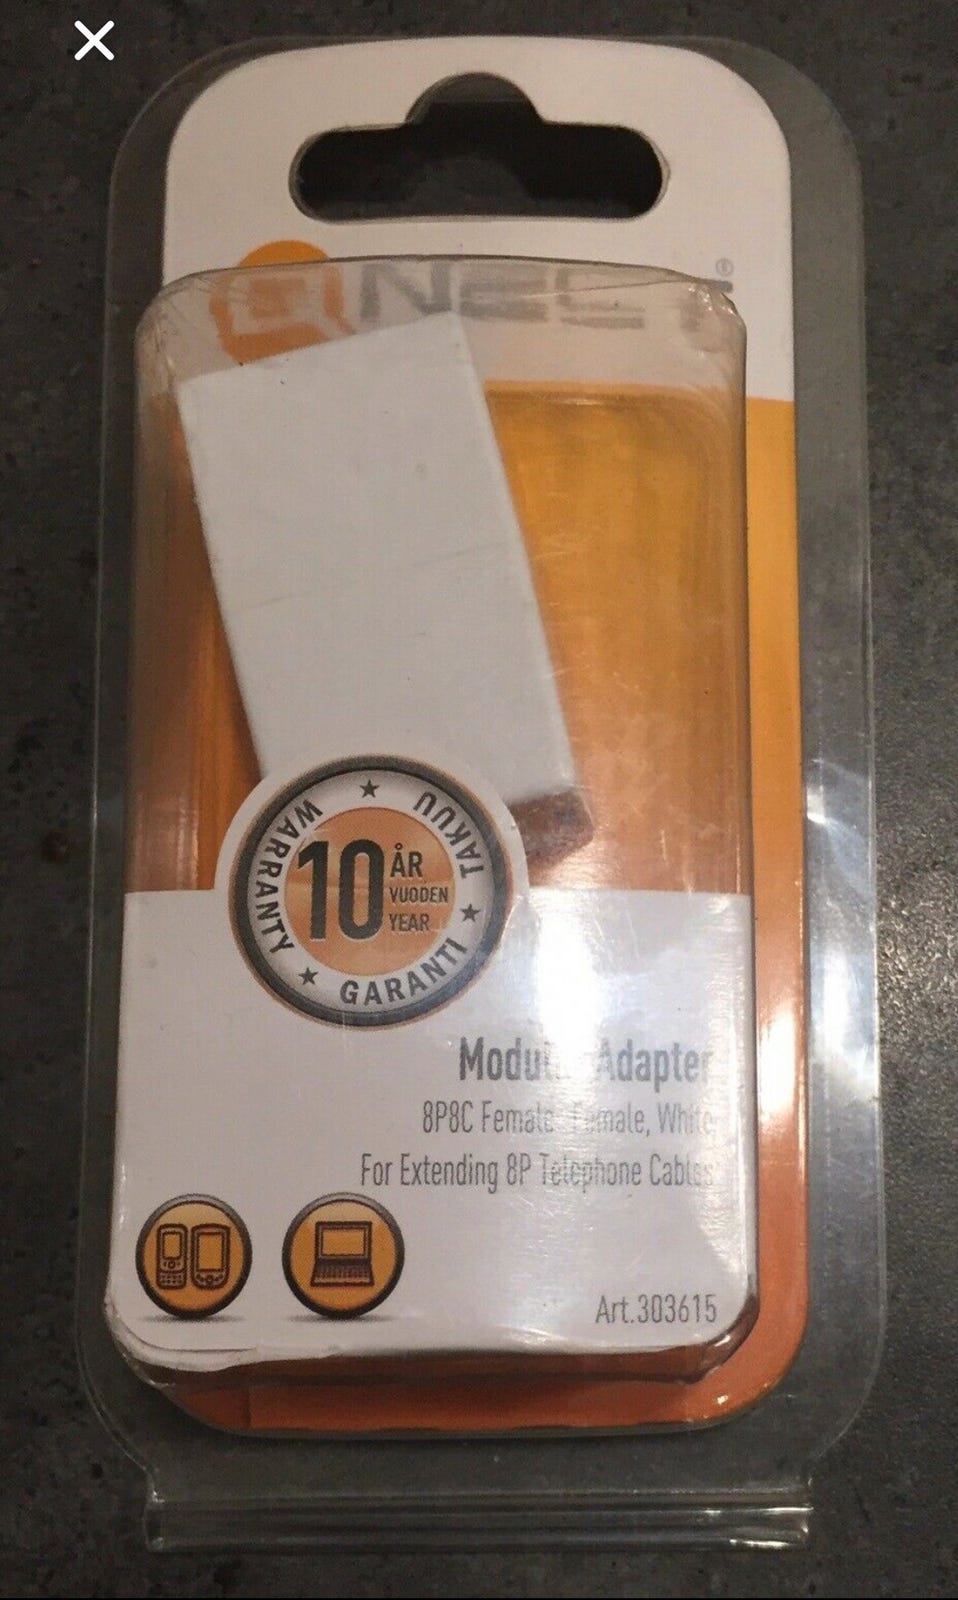 QNECT®
WARRANTY ★ TAKUU ★ GARANTI ★
10 ÅR
VUODEN
YEAR
Modular Adapter
8P8C Female-Female, White,
For Extending 8P Telephone Cables
Art.303615